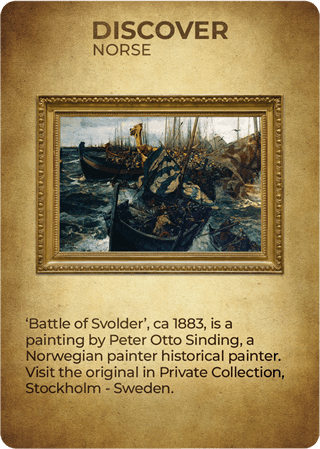 DISCOVER
NORSE
‘Battle of Svolder’, ca 1883, is a
painting by Peter Otto Sinding, a
Norwegian painter historical painter.
Visit the original in Private Collection,
Stockholm - Sweden.